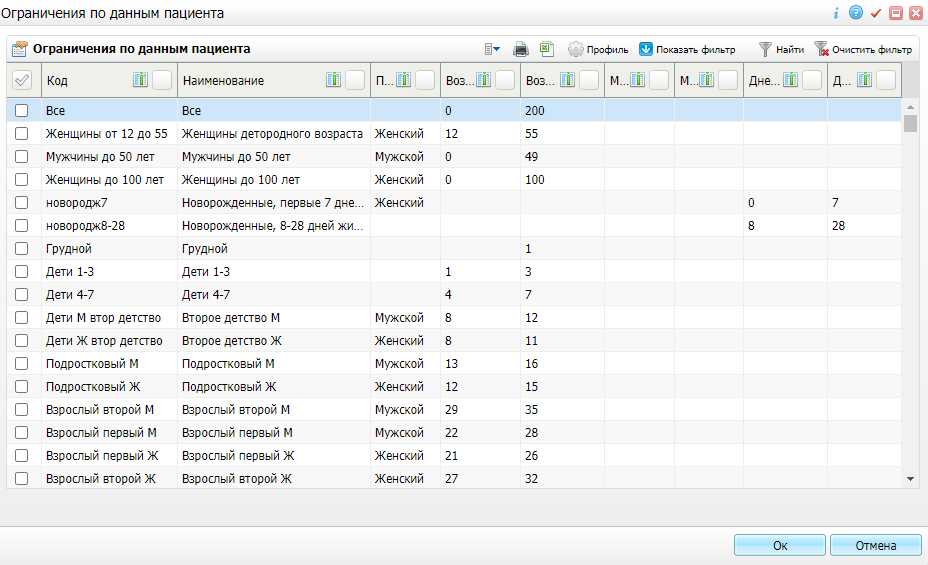 Ограничения по данным пациента
Ограничения по данным пациента Профиль Показать фильтр Найти Очистить фильтр
Код Наименование П... Воз... Воз... М... М... Дне... Д...
Все Все 0 200
Женщины от 12 до 55 Женщины детородного возраста Женский 12 55
Мужчины до 50 лет Мужчины до 50 лет Мужской 0 49
Женщины до 100 лет Женщины до 100 лет Женский 0 100
новородж7 Новорожденные, первые 7 дне... Женский 0 7
новородж8-28 Новорожденные, 8-28 дней жи... 8 28
Грудной Грудной 1
Дети 1-3 Дети 1-3 1 3
Дети 4-7 Дети 4-7 4 7
Дети М втор детство Второе детство М Мужской 8 12
Дети Ж втор детство Второе детство Ж Женский 8 11
Подростковый М Подростковый М Мужской 13 16
Подростковый Ж Подростковый Ж Женский 12 15
Взрослый второй М Взрослый второй М Мужской 29 35
Взрослый первый М Взрослый первый М Мужской 22 28
Взрослый первый Ж Взрослый первый Ж Женский 21 26
Взрослый второй Ж Взрослый второй Ж Женский 27 32
Ок Отмена